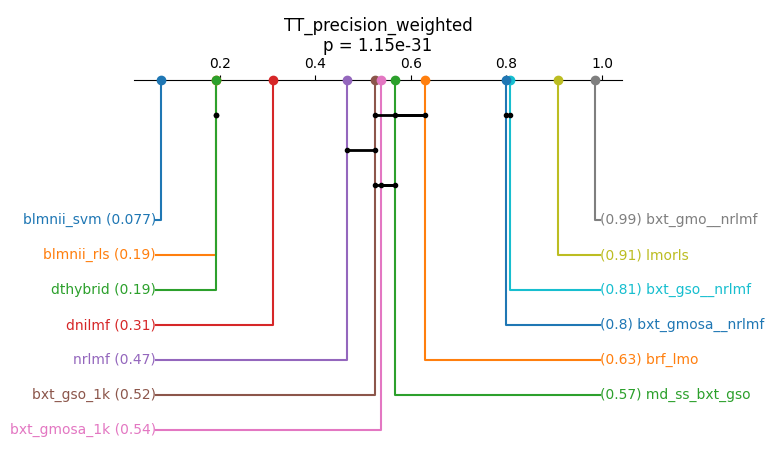 TT_precision_weighted
p = 1.15e-31
0.2 0.4 0.6 0.8 1.0
blmnii_svm (0.077)
(0.99) bxt_gmo__nrlmf
blmnii_rls (0.19)
(0.91) lmorls
dthybrid (0.19)
(0.81) bxt_gso__nrlmf
dnilmf (0.31)
(0.8) bxt_gmosa__nrlmf
nrlmf (0.47)
(0.63) brf_lmo
bxt_gso_1k (0.52)
(0.57) md_ss_bxt_gso
bxt_gmosa_1k (0.54)